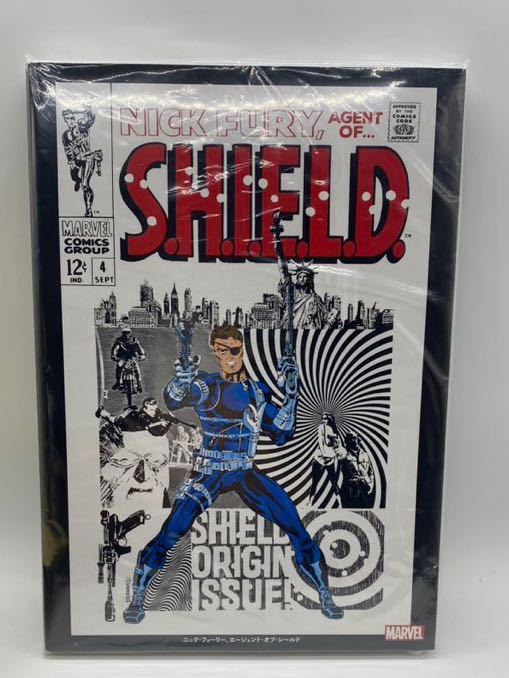 NICK FURY, AGENT OF...
S.H.I.E.L.D.
APPROVED
BY THE
COMICS
CODE
AUTHORITY
MARVEL
COMICS
GROUP
12¢
IND.
4
SEPT
SHIELD
ORIGIN
ISSUE!
STERANKO
ニック・フューリー、エージェント・オブ・シールド
MARVEL